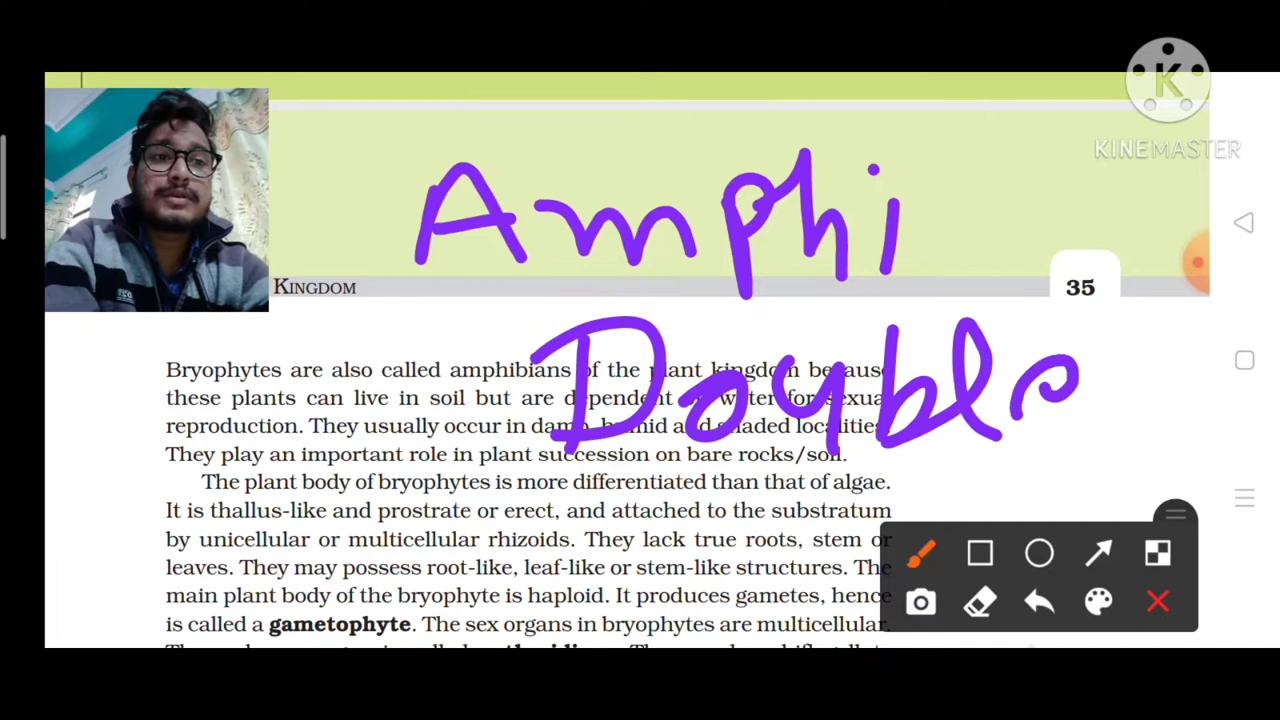 KINEMASTER
Amphi
KINGDOM
35
Double
Bryophytes are also called amphibians of the plant kingdom because
these plants can live in soil but are dependent on water for sexual
reproduction. They usually occur in damp, humid and shaded localities.
They play an important role in plant succession on bare rocks/soil.
The plant body of bryophytes is more differentiated than that of algae.
It is thallus-like and prostrate or erect, and attached to the substratum
by unicellular or multicellular rhizoids. They lack true roots, stem or
leaves. They may possess root-like, leaf-like or stem-like structures. The
main plant body of the bryophyte is haploid. It produces gametes, hence
is called a gametophyte. The sex organs in bryophytes are multicellular.